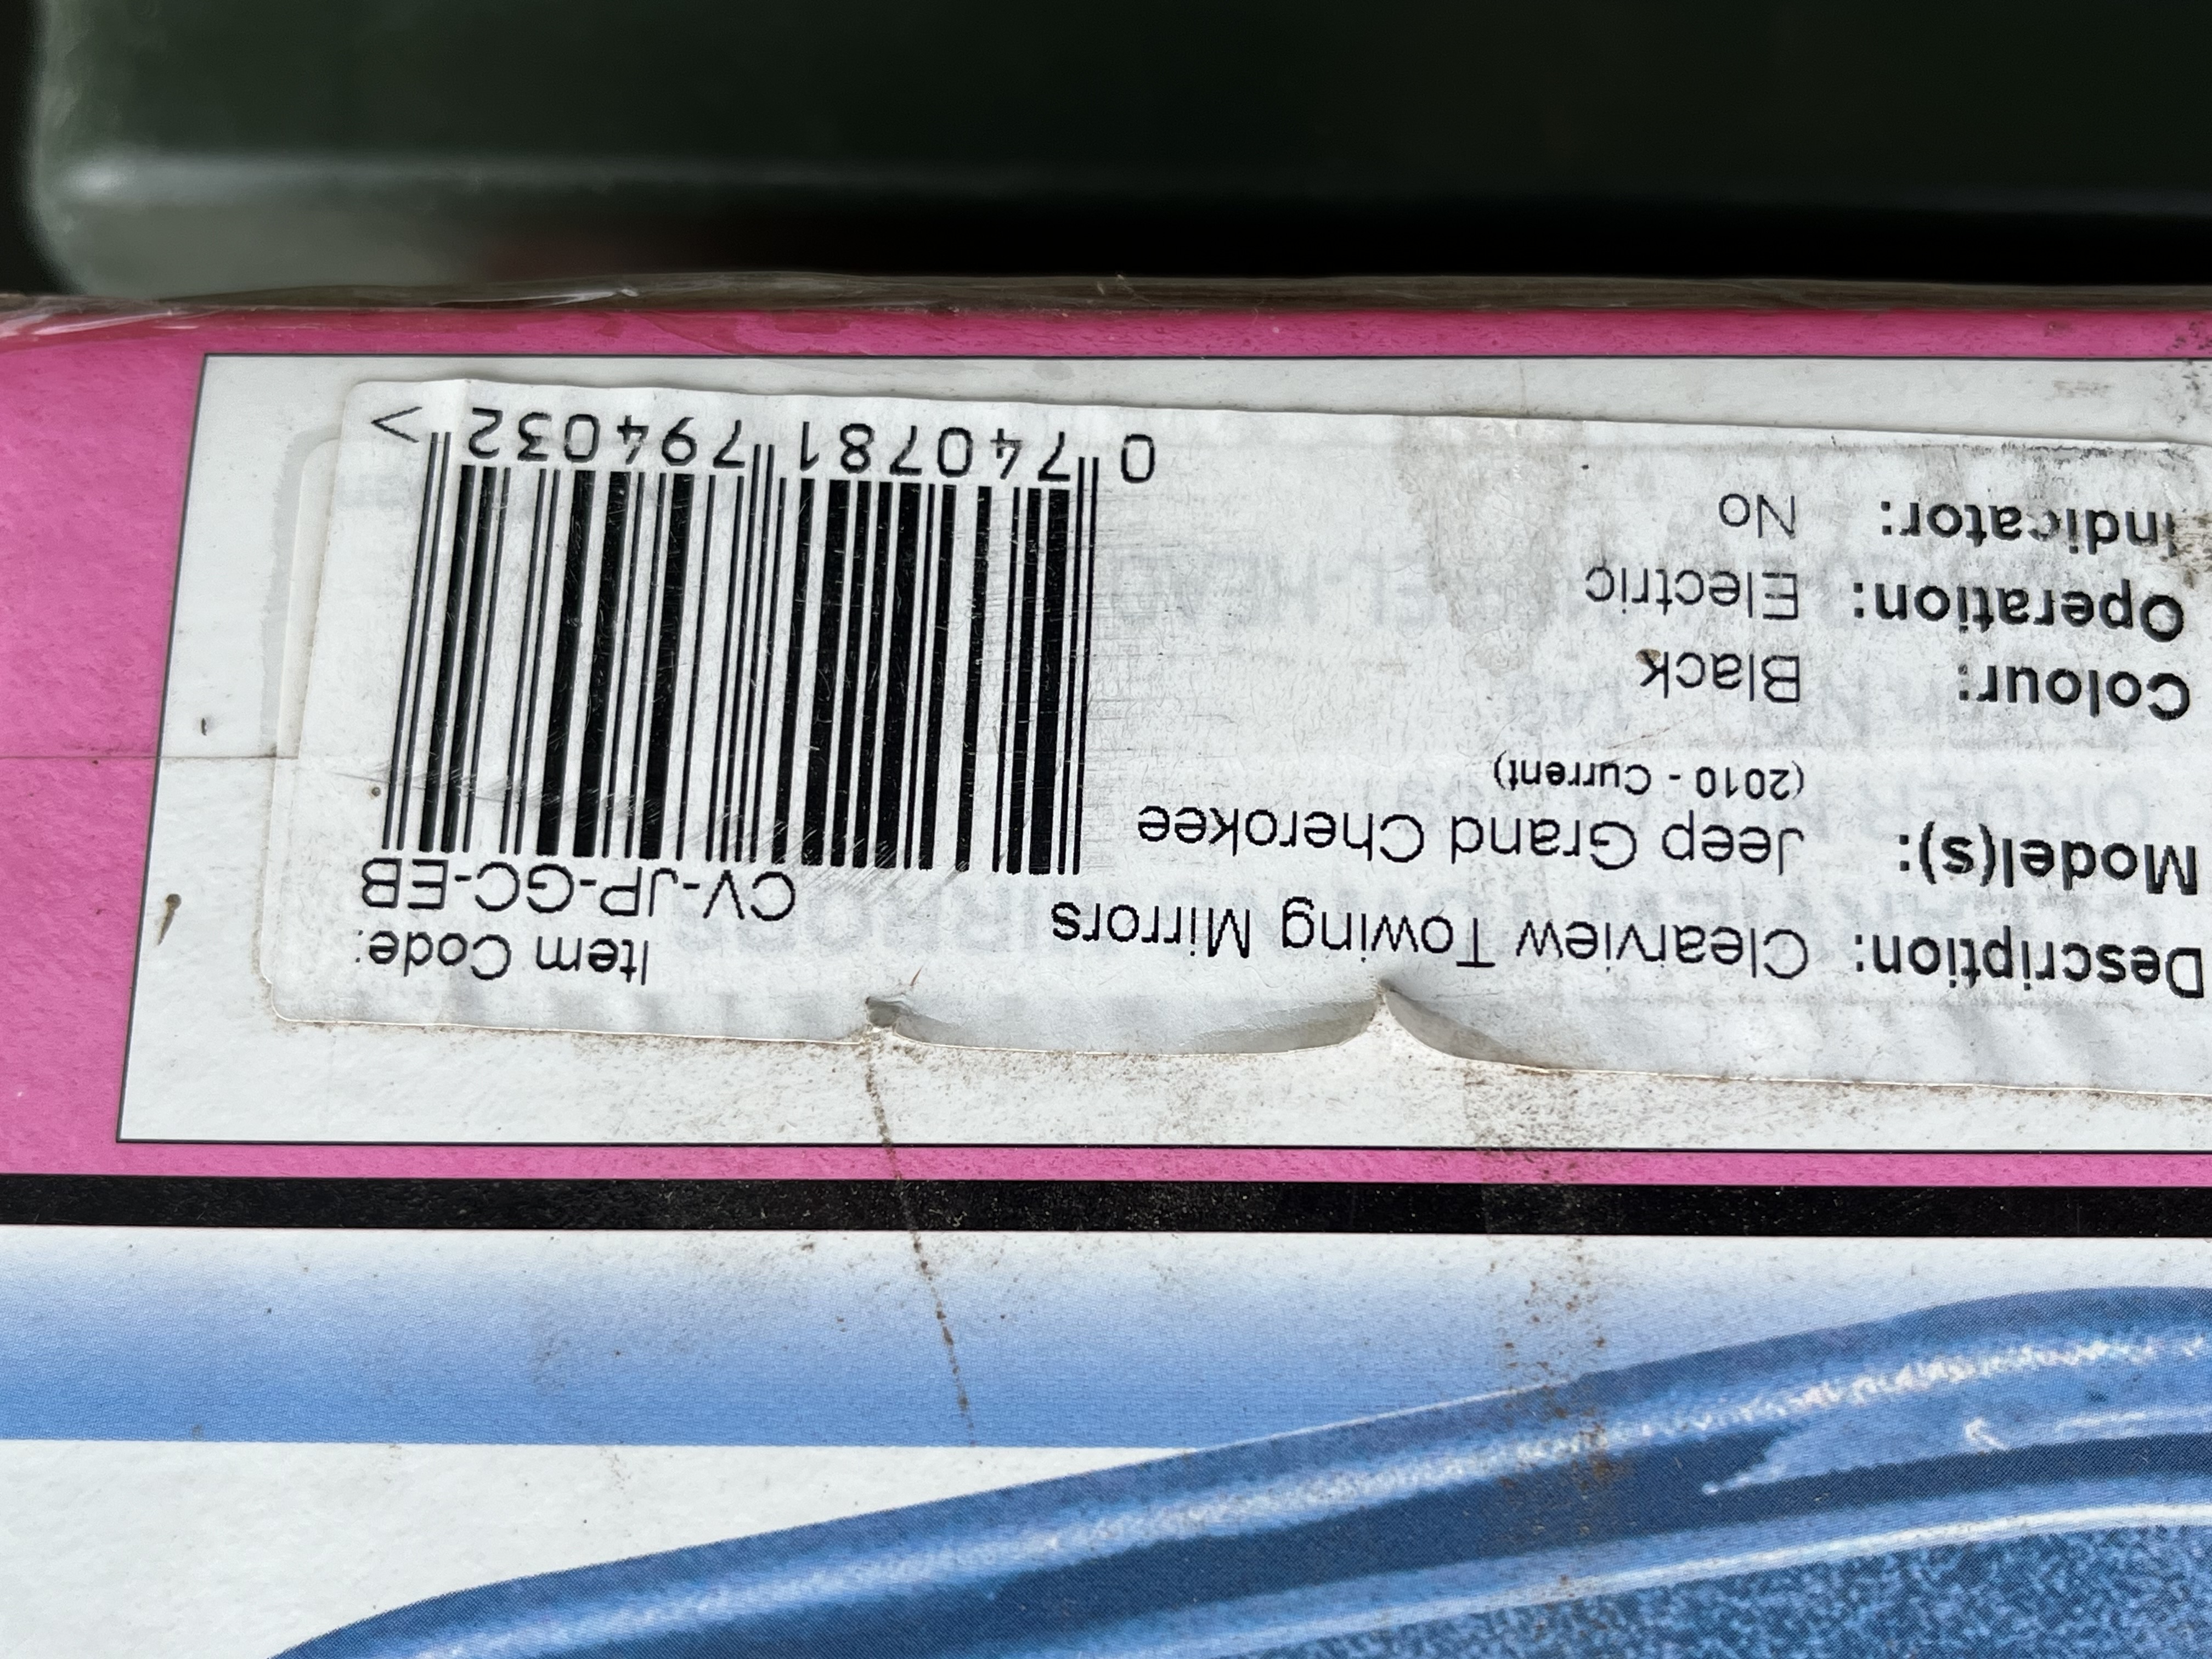 Description: Clearview Towing Mirrors
Item Code:
CV-JP-GC-EB
Model(s): Jeep Grand Cherokee
(2010 - Current)
Colour: Black
Operation: Electric
Indicator: No
0 740781 794032 >